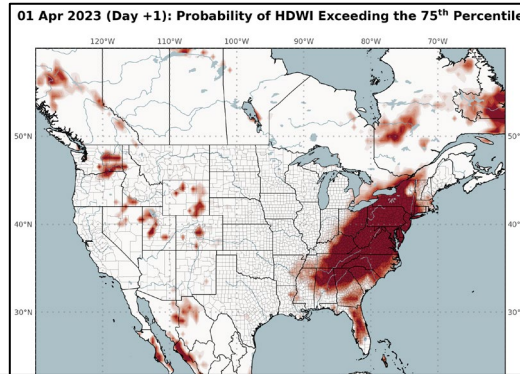 01 Apr 2023 (Day +1): Probability of HDWI Exceeding the 75th Percentile
120°W 110°W 100°W 90°W 80°W 70°W
50°N 50°N
40°N 40°N
30°N 30°N